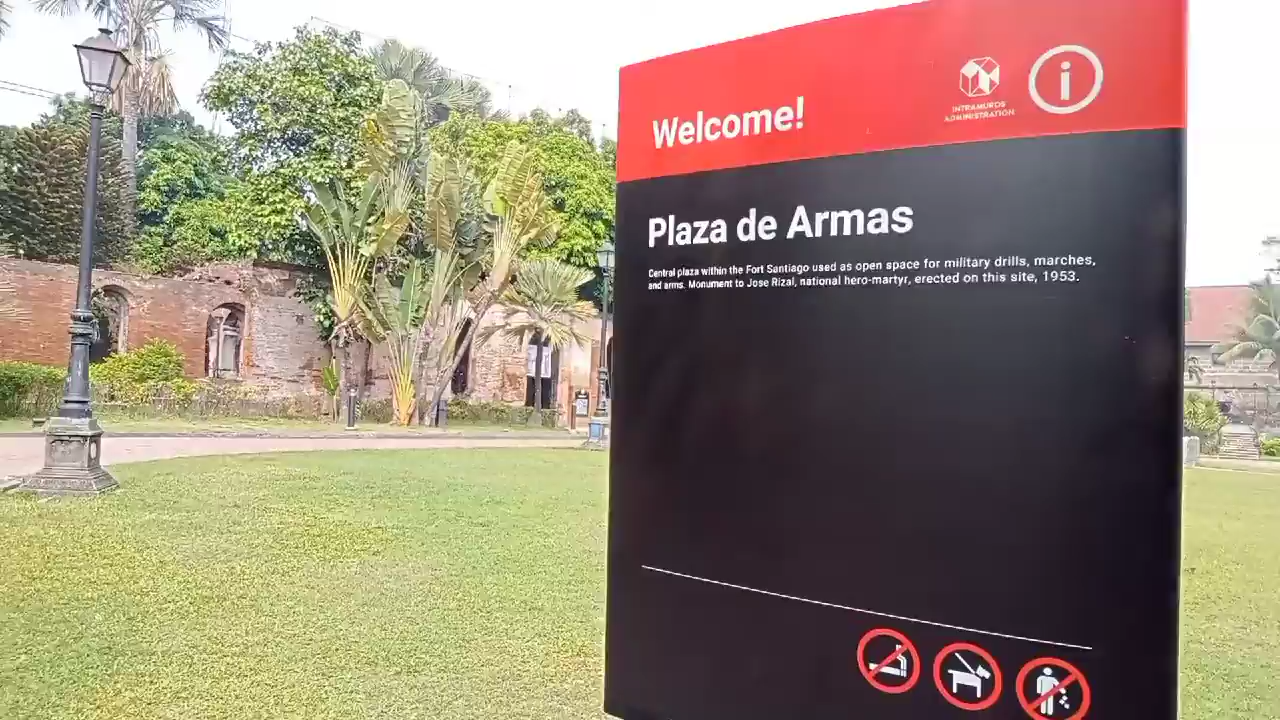 Welcome!
INTRAMUROS
ADMINISTRATION
i
Plaza de Armas
Central plaza within the Fort Santiago used as open space for military drills, marches,
and arms. Monument to Jose Rizal, national hero-martyr, erected on this site, 1953.